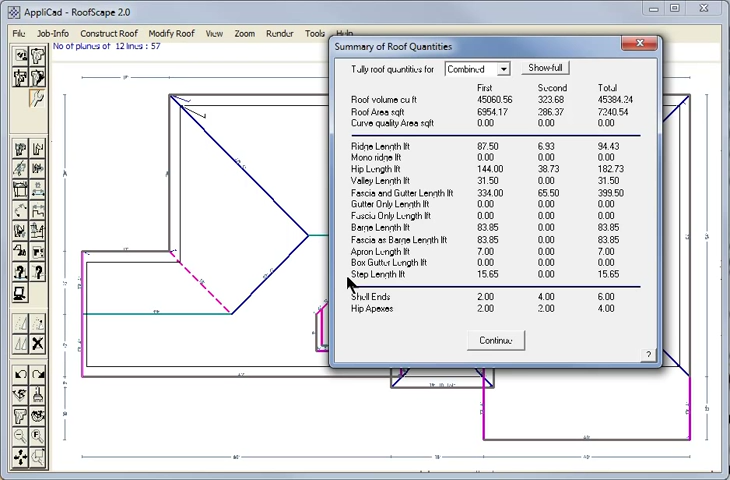 AppliCad - RoofScape 2.0
File Job-Info Construct Roof Modify Roof View Zoom Render Tools
No of planes of 12 lines : 57
Summary of Roof Quantities
Tally roof quantities for Combined Show-full
First Second Total
Roof volume cu ft 45060.56 323.68 45384.24
Roof Area sqft 6954.17 286.37 7240.54
Curve quality Area sqft 0.00 0.00 0.00
Ridge Length lft 87.50 6.93 94.43
Mono ridge lft 0.00 0.00 0.00
Hip Length lft 144.00 38.73 182.73
Valley Length lft 31.50 0.00 31.50
Fascia and Gutter Length lft 334.00 65.50 399.50
Gutter Only Length lft 0.00 0.00 0.00
Fascia Only Length lft 0.00 0.00 0.00
Barge Length lft 83.85 0.00 83.85
Fascia as Barge Length lft 83.85 0.00 83.85
Apron Length lft 7.00 0.00 7.00
Box Gutter Length lft 0.00 0.00 0.00
Step Length lft 15.65 0.00 15.65
Shell Ends 2.00 4.00 6.00
Hip Apexes 2.00 2.00 4.00
Continue
?